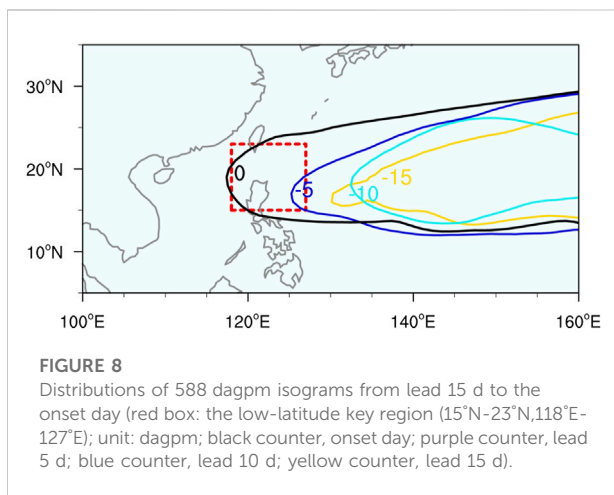 30°N
20°N
10°N
0
-5
-10
-15
100°E
120°E
140°E
160°E
FIGURE 8
Distributions of 588 dagpm isograms from lead 15 d to the
onset day (red box: the low-latitude key region (15°N-23°N,118°E-
127°E); unit: dagpm; black counter, onset day; purple counter, lead
5 d; blue counter, lead 10 d; yellow counter, lead 15 d).